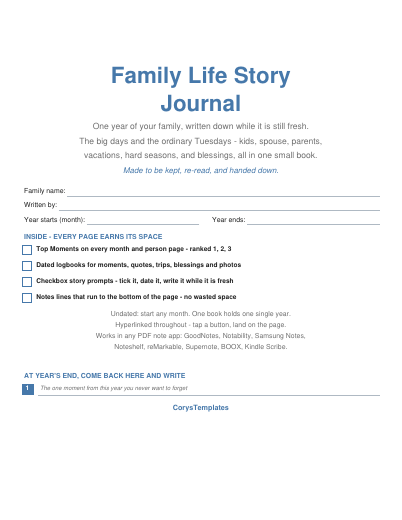 Family Life Story
Journal
One year of your family, written down while it is still fresh.
The big days and the ordinary Tuesdays - kids, spouse, parents,
vacations, hard seasons, and blessings, all in one small book.
Made to be kept, re-read, and handed down.
Family name:
Written by:
Year starts (month):
Year ends:
INSIDE - EVERY PAGE EARNS ITS SPACE
Top Moments on every month and person page - ranked 1, 2, 3
Dated logbooks for moments, quotes, trips, blessings and photos
Checkbox story prompts - tick it, date it, write it while it is fresh
Notes lines that run to the bottom of the page - no wasted space
Undated: start any month. One book holds one single year.
Hyperlinked throughout - tap a button, land on the page.
Works in any PDF note app: GoodNotes, Notability, Samsung Notes,
Noteshelf, reMarkable, Supernote, BOOX, Kindle Scribe.
AT YEAR'S END, COME BACK HERE AND WRITE
1 The one moment from this year you never want to forget
CorysTemplates